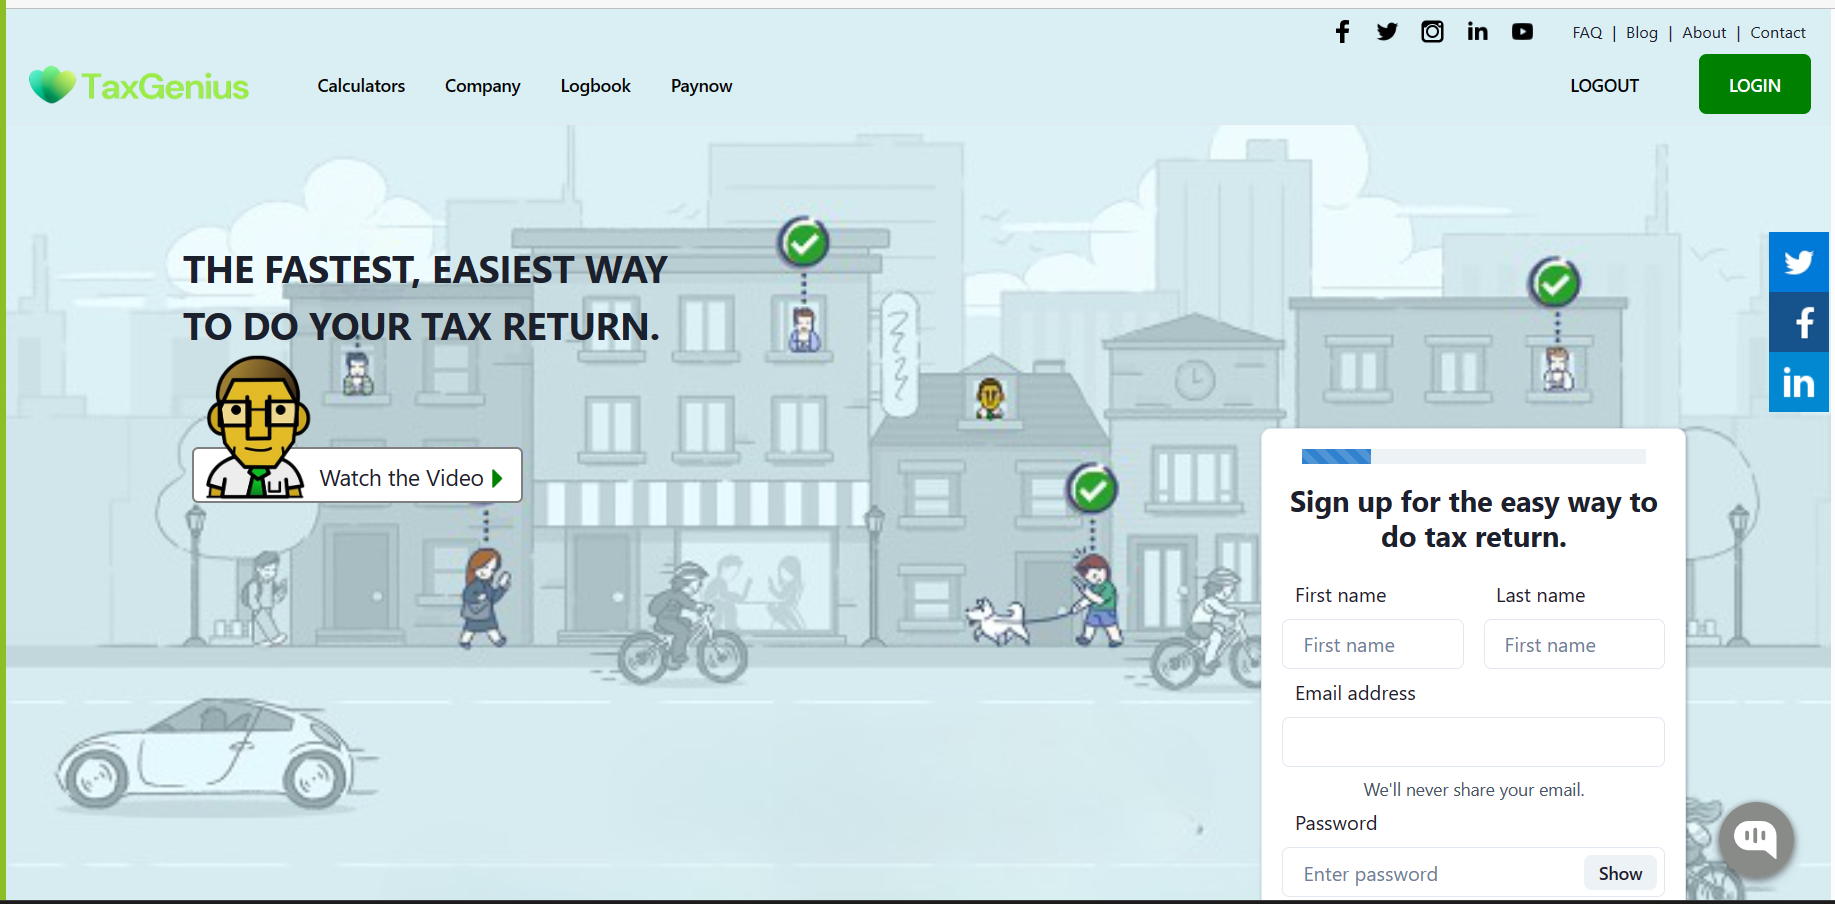 FAQ | Blog | About | Contact
TaxGenius
Calculators
Company
Logbook
Paynow
LOGOUT
LOGIN
THE FASTEST, EASIEST WAY
TO DO YOUR TAX RETURN.
Watch the Video
Sign up for the easy way to
do tax return.
First name
Last name
First name
First name
Email address
We'll never share your email.
Password
Enter password
Show